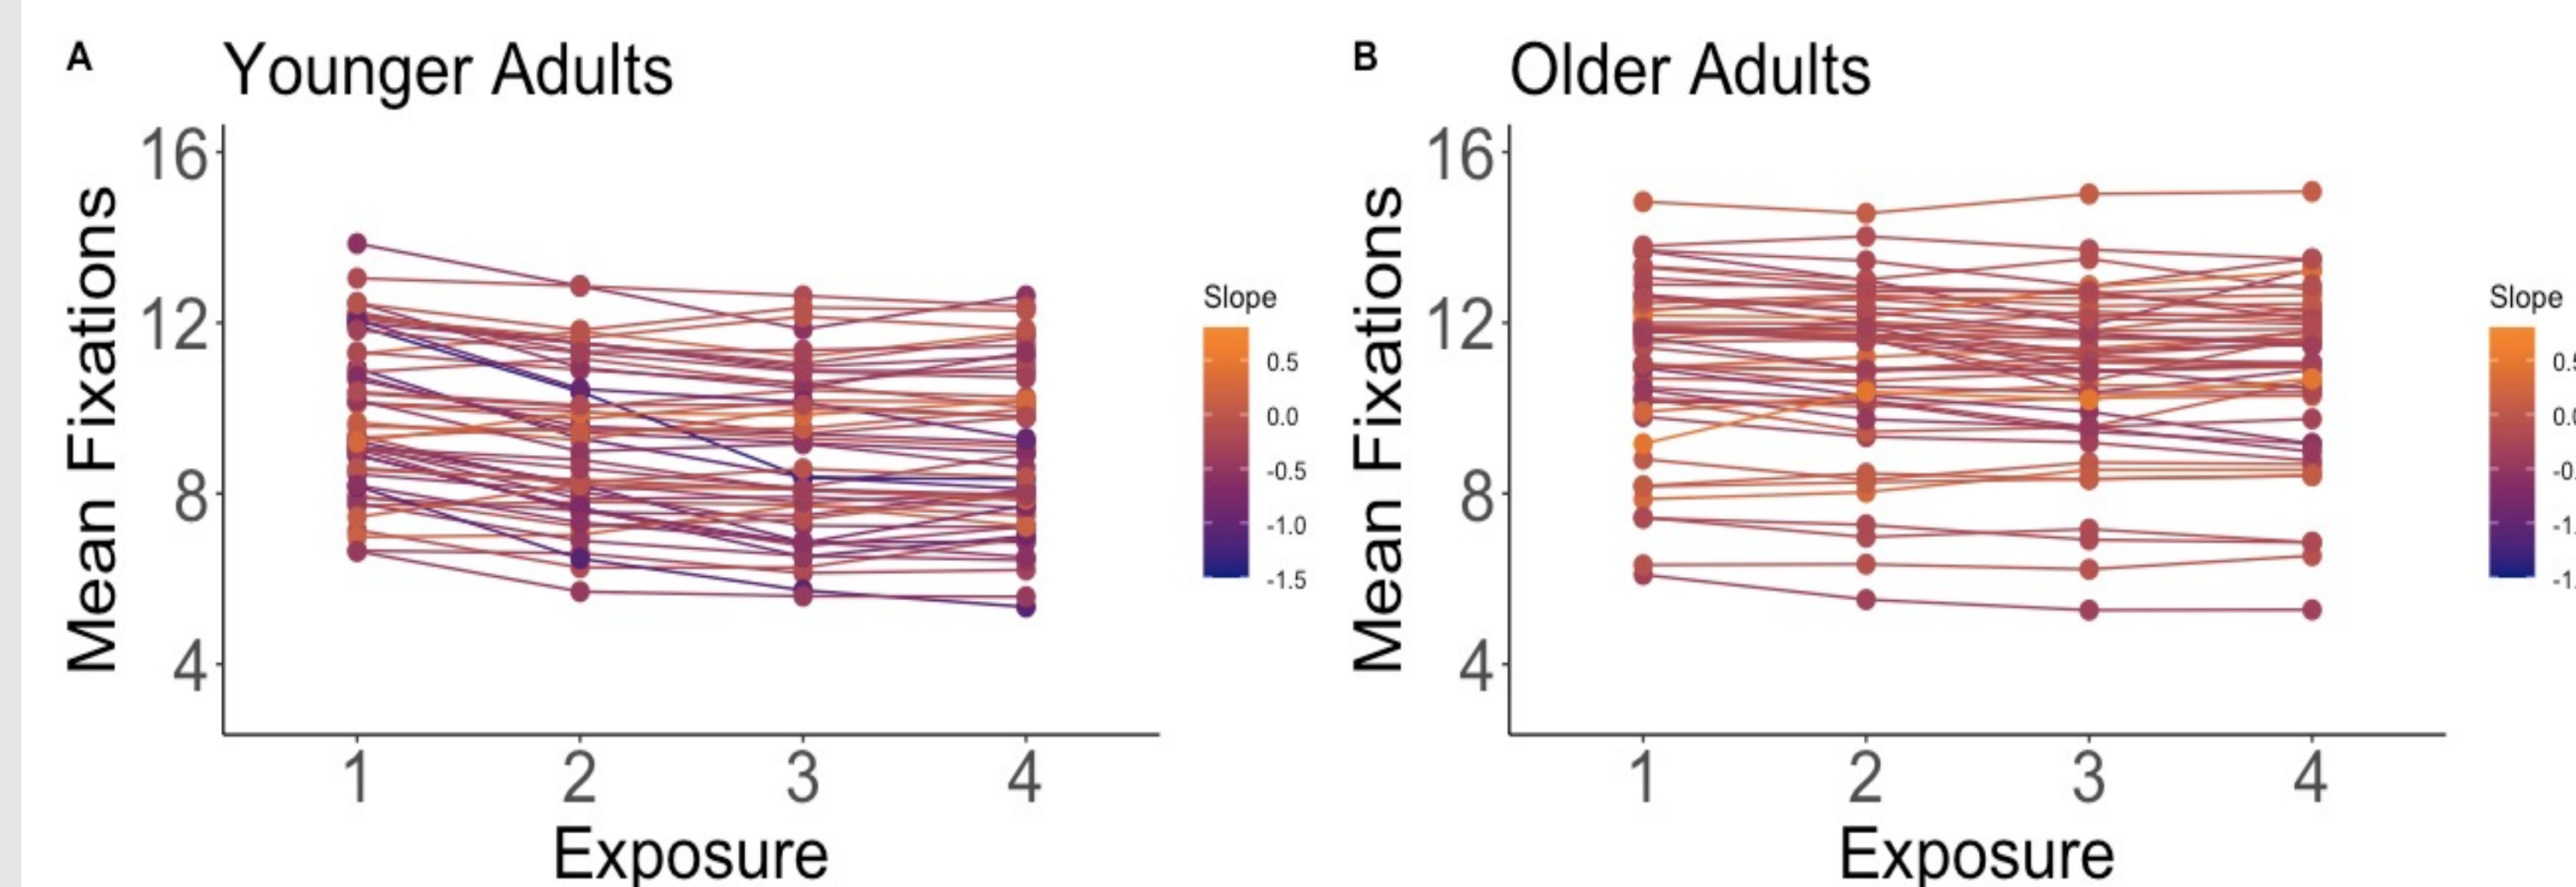 A
Younger Adults
Mean Fixations
16
12
8
4
1 2 3 4
Exposure
Slope
0.5
0.0
-0.5
-1.0
-1.5
B
Older Adults
Mean Fixations
16
12
8
4
1 2 3 4
Exposure
Slope